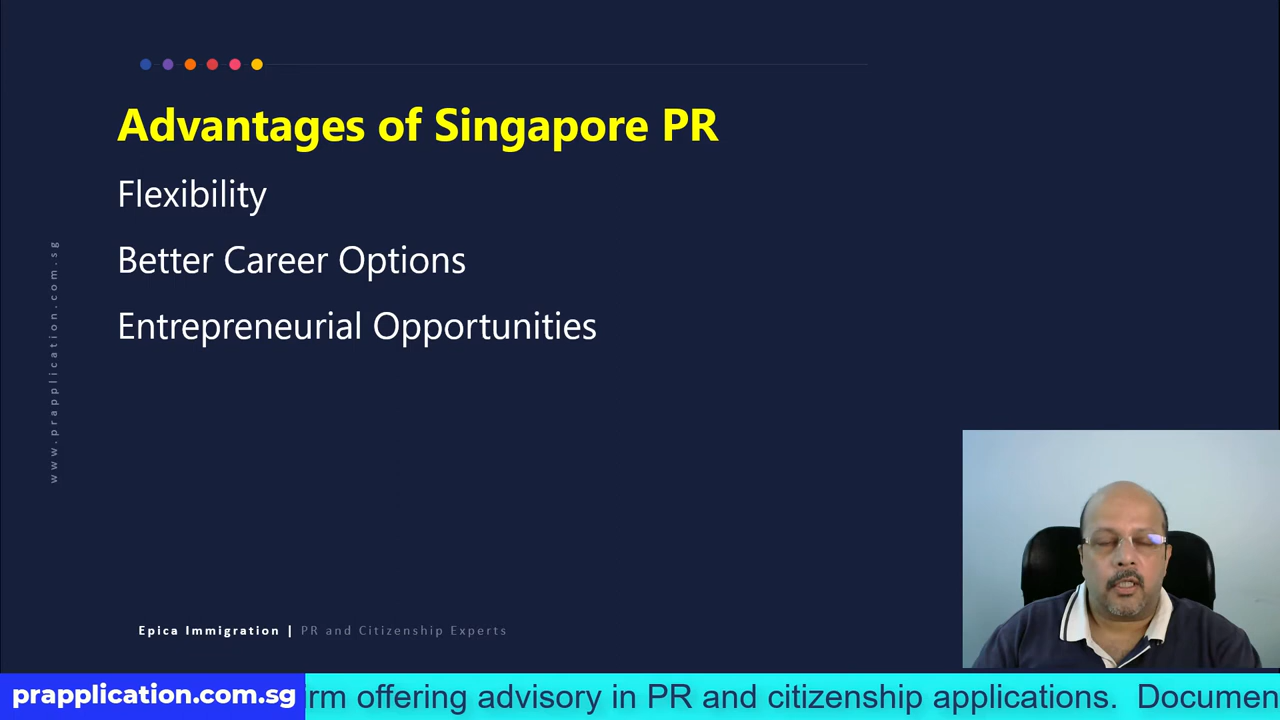 Advantages of Singapore PR
Flexibility
Better Career Options
Entrepreneurial Opportunities
www.prapplication.com.sg
Epica Immigration | PR and Citizenship Experts
prapplication.com.sg
rm offering advisory in PR and citizenship applications. Documen